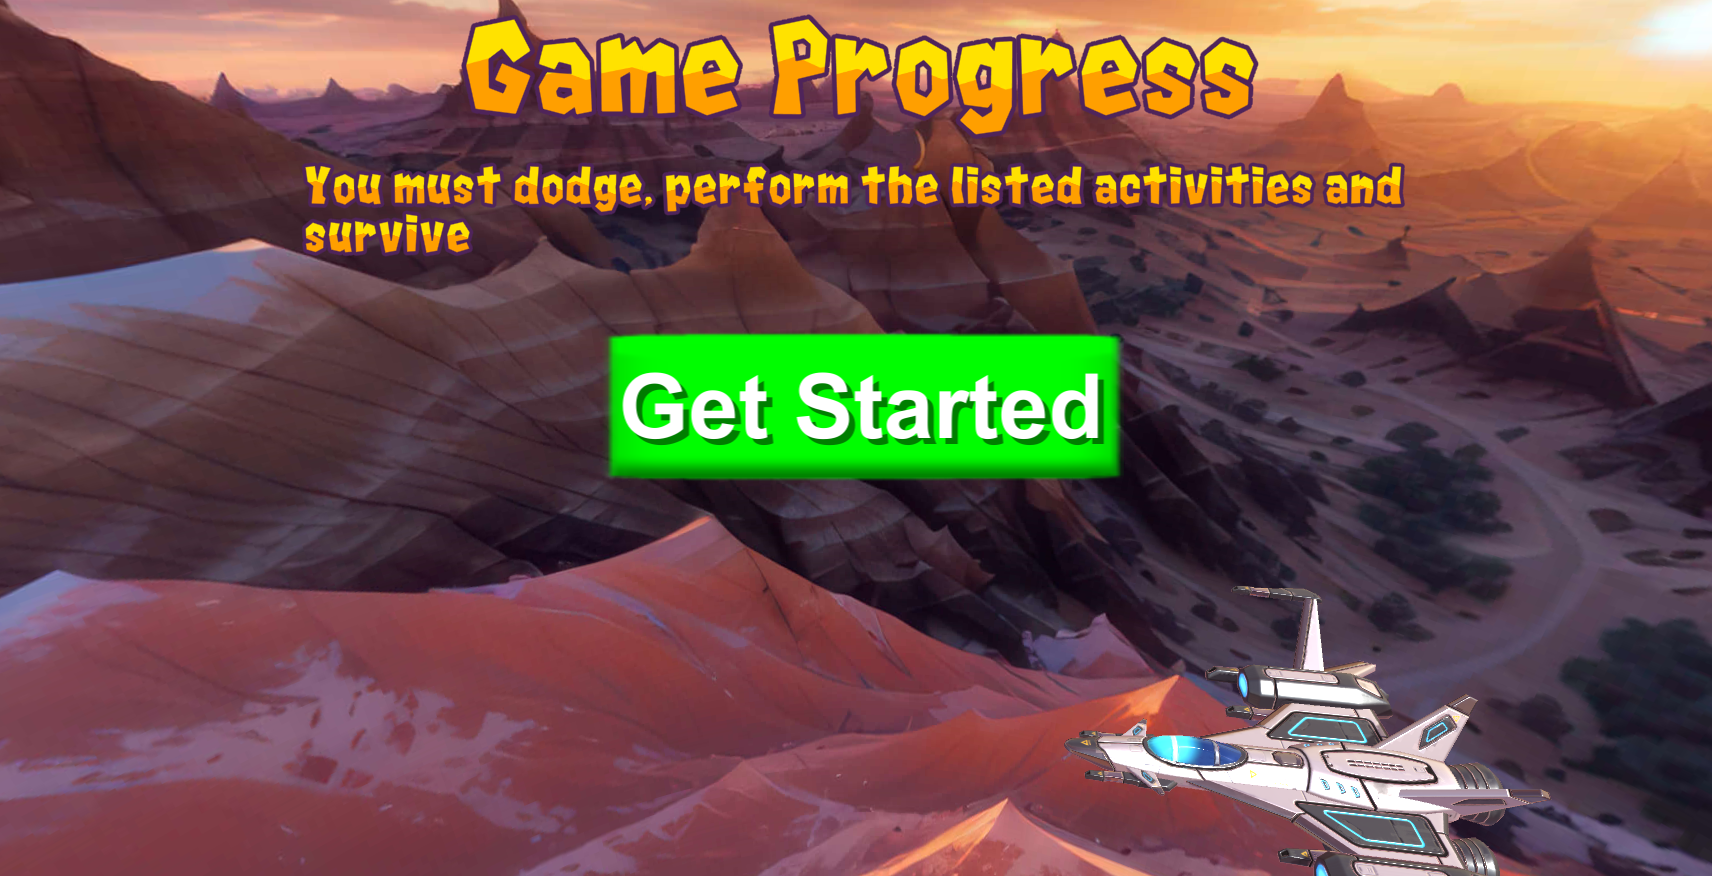 Game Progress
You must dodge, perform the listed activities and
survive
Get Started